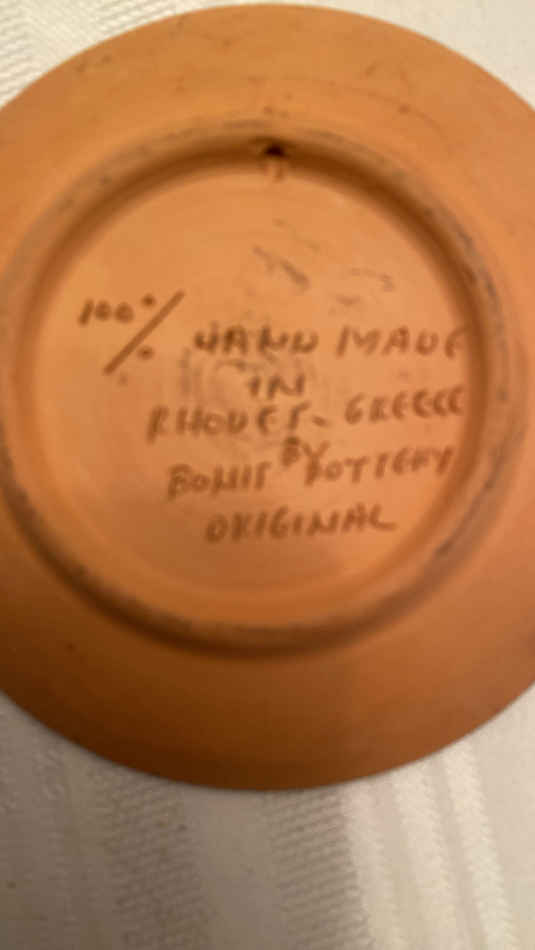 100% HAND MADE
IN
RHODES - GREECE
BY
POTTERY
ORIGINAL